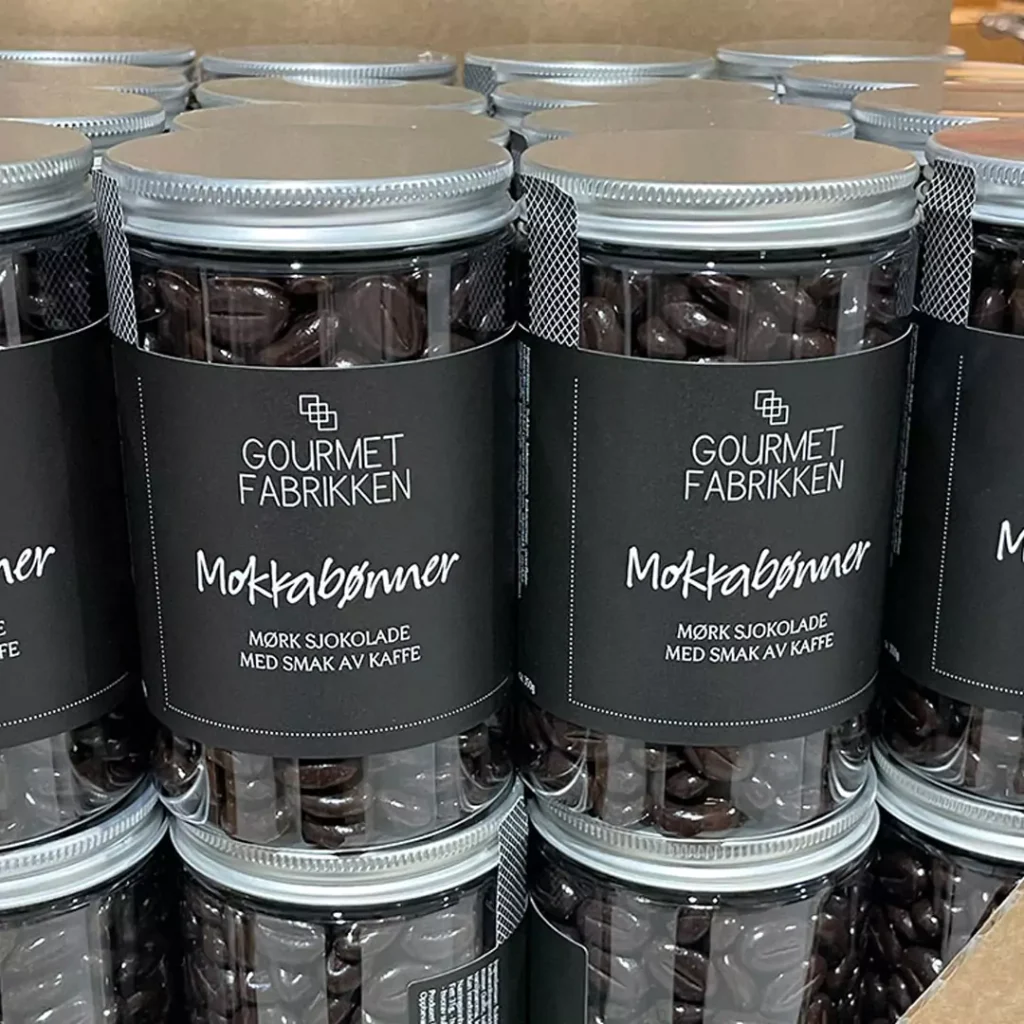 GOURMET
FABRIKKEN
Mokkabønner
MØRK SJOKOLADE
MED SMAK AV KAFFE
GOURMET
FABRIKKEN
Mokkabønner
MØRK SJOKOLADE
MED SMAK AV KAFFE